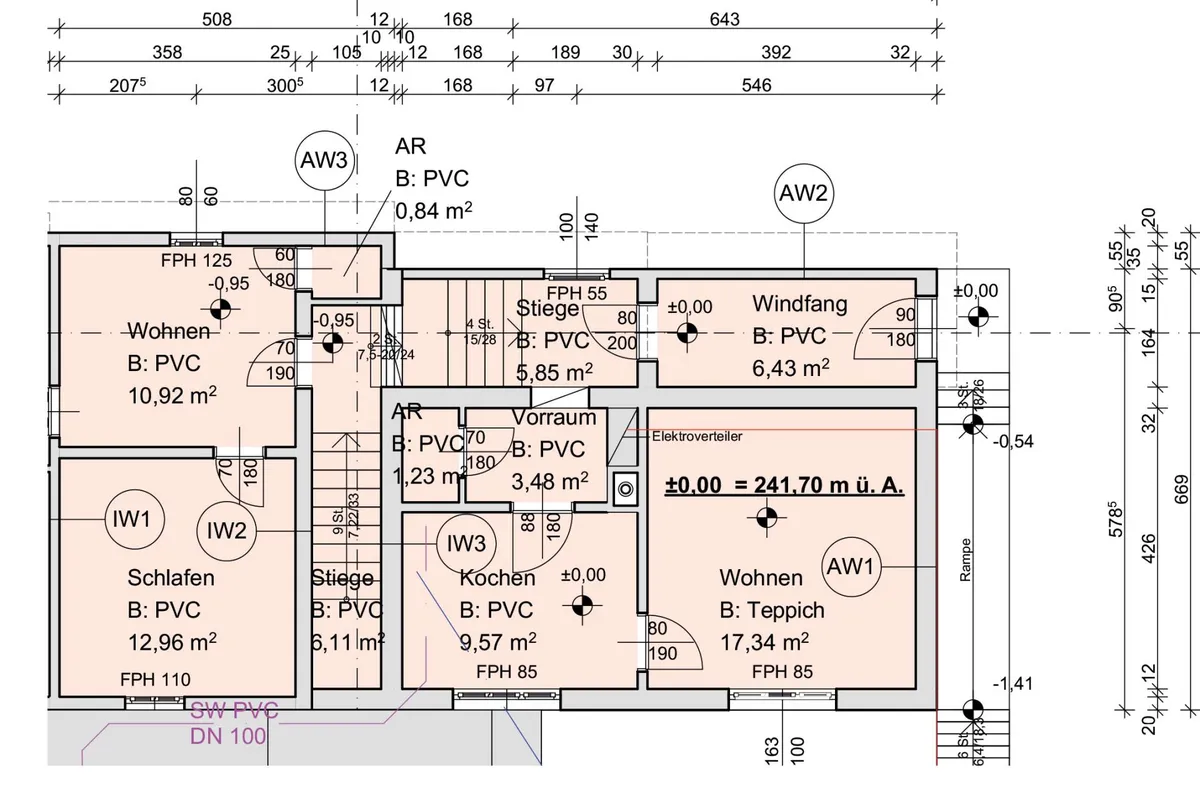 508 12 168 643
10 10
358 25 105 12 168 189 30 392 32
207⁵ 300⁵ 12 168 97 546
AW3
AR
B: PVC
0,84 m²
AW2
80 60
100 140
FPH 125
60
180
-0,95
Wohnen
B: PVC
10,92 m²
70
190
-0,95
2 St.
4 St.
15/28
FPH 55
Stiege
B: PVC
5,85 m²
80
200
±0,00
Windfang
B: PVC
6,43 m²
90
180
±0,00
3 St.
18/26
-0,54
AR
B: PVC
1,23 m²
70
180
Vorraum
B: PVC
3,48 m²
Elektroverteiler
±0,00 = 241,70 m ü. A.
70
180
IW1
IW2
IW3
AW1
9 St.
7,22/33
88
180
Schlafen
B: PVC
12,96 m²
FPH 110
Stiege
B: PVC
6,11 m²
Kochen
B: PVC
9,57 m²
±0,00
FPH 85
80
190
Wohnen
B: Teppich
17,34 m²
FPH 85
Rampe
-1,41
SW PVC
DN 100
163 100
6 St.
55 90⁵ 578⁵
20 35 15 164 32 426 12 20
55 669